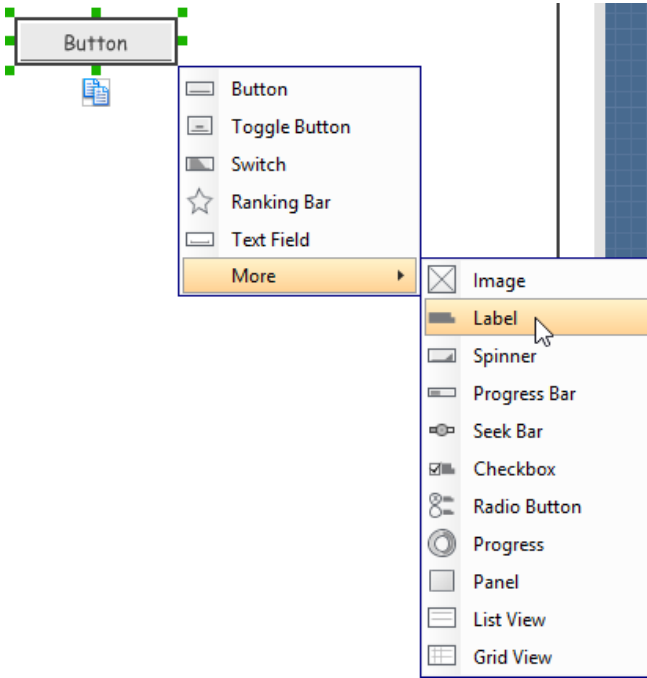 Button
Button
Toggle Button
Switch
Ranking Bar
Text Field
More
Image
Label
Spinner
Progress Bar
Seek Bar
Checkbox
Radio Button
Progress
Panel
List View
Grid View